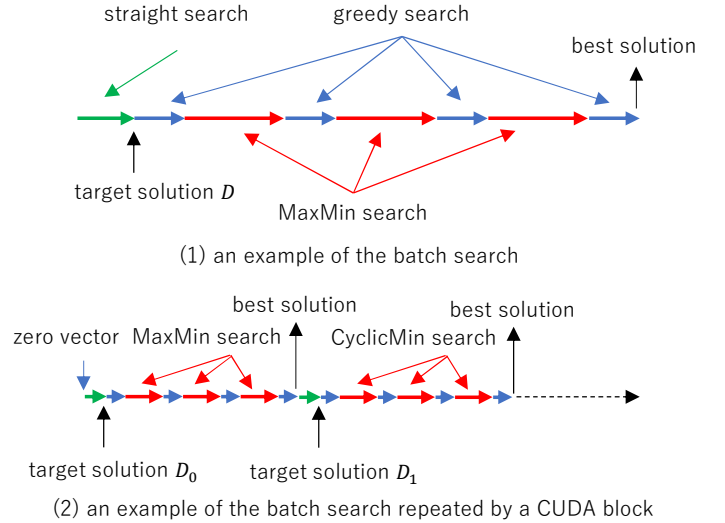 straight search
greedy search
best solution
target solution D
MaxMin search
(1) an example of the batch search
best solution
best solution
zero vector
MaxMin search
CyclicMin search
target solution D₀
target solution D₁
(2) an example of the batch search repeated by a CUDA block